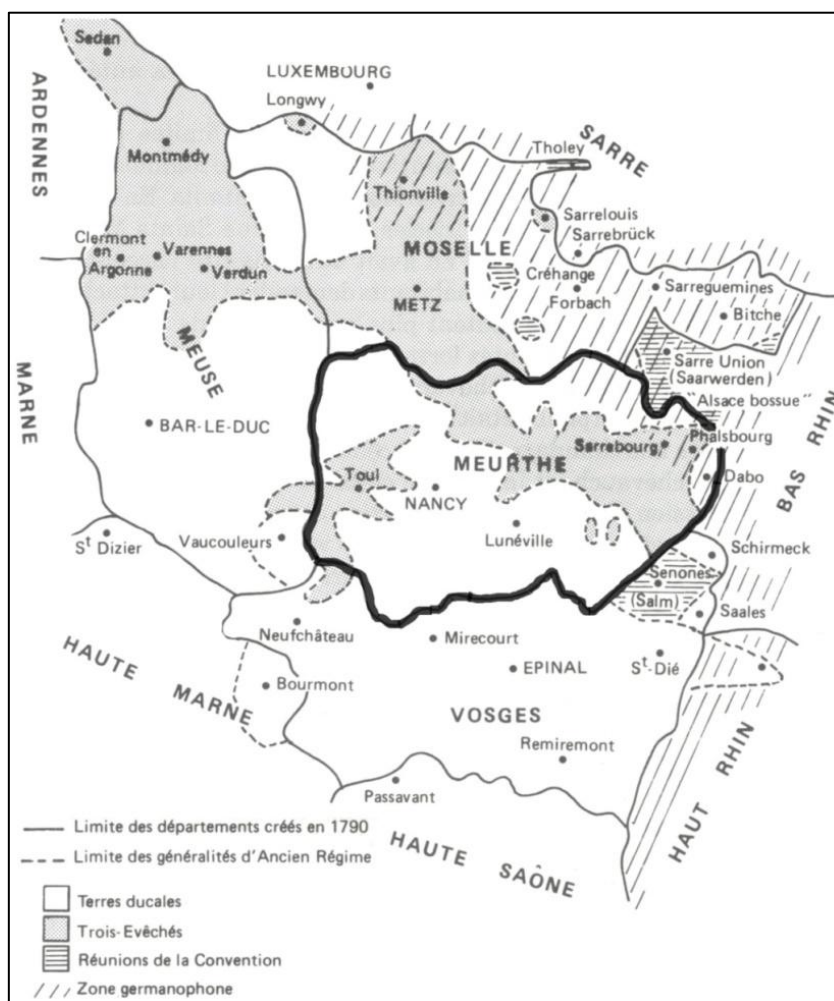 Sedan
LUXEMBOURG
Longwy
ARDENNES
Montmédy
Tholey
SARRE
Thionville
Sarrelouis
Sarrebrück
Clermont
en
Argonne
Varennes
Verdun
MOSELLE
Créhange
Forbach
METZ
Sarreguemines
Bitche
MEUSE
Sarre Union
(Saarwerden)
"Alsace bossue"
MARNE
BAR-LE-DUC
Sarrebourg
Phalsbourg
MEURTHE
Toul
NANCY
Dabo
BAS RHIN
St Dizier
Vaucouleurs
Lunéville
Schirmeck
Senones
(Salm)
Saales
Neufchâteau
Mirecourt
HAUTE MARNE
Bourmont
EPINAL
St-Dié
VOSGES
Remiremont
HAUT RHIN
Passavant
HAUTE SAÔNE
Limite des départements créés en 1790
Limite des généralités d'Ancien Régime
Terres ducales
Trois-Evêchés
Réunions de la Convention
Zone germanophone